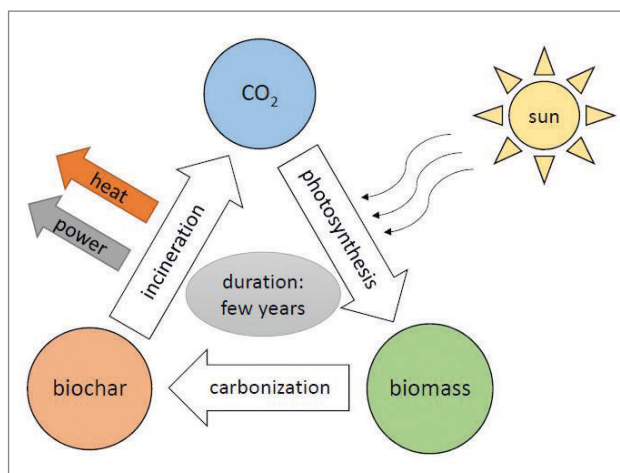 CO₂
sun
heat
power
incineration
photosynthesis
duration:
few years
biochar
carbonization
biomass